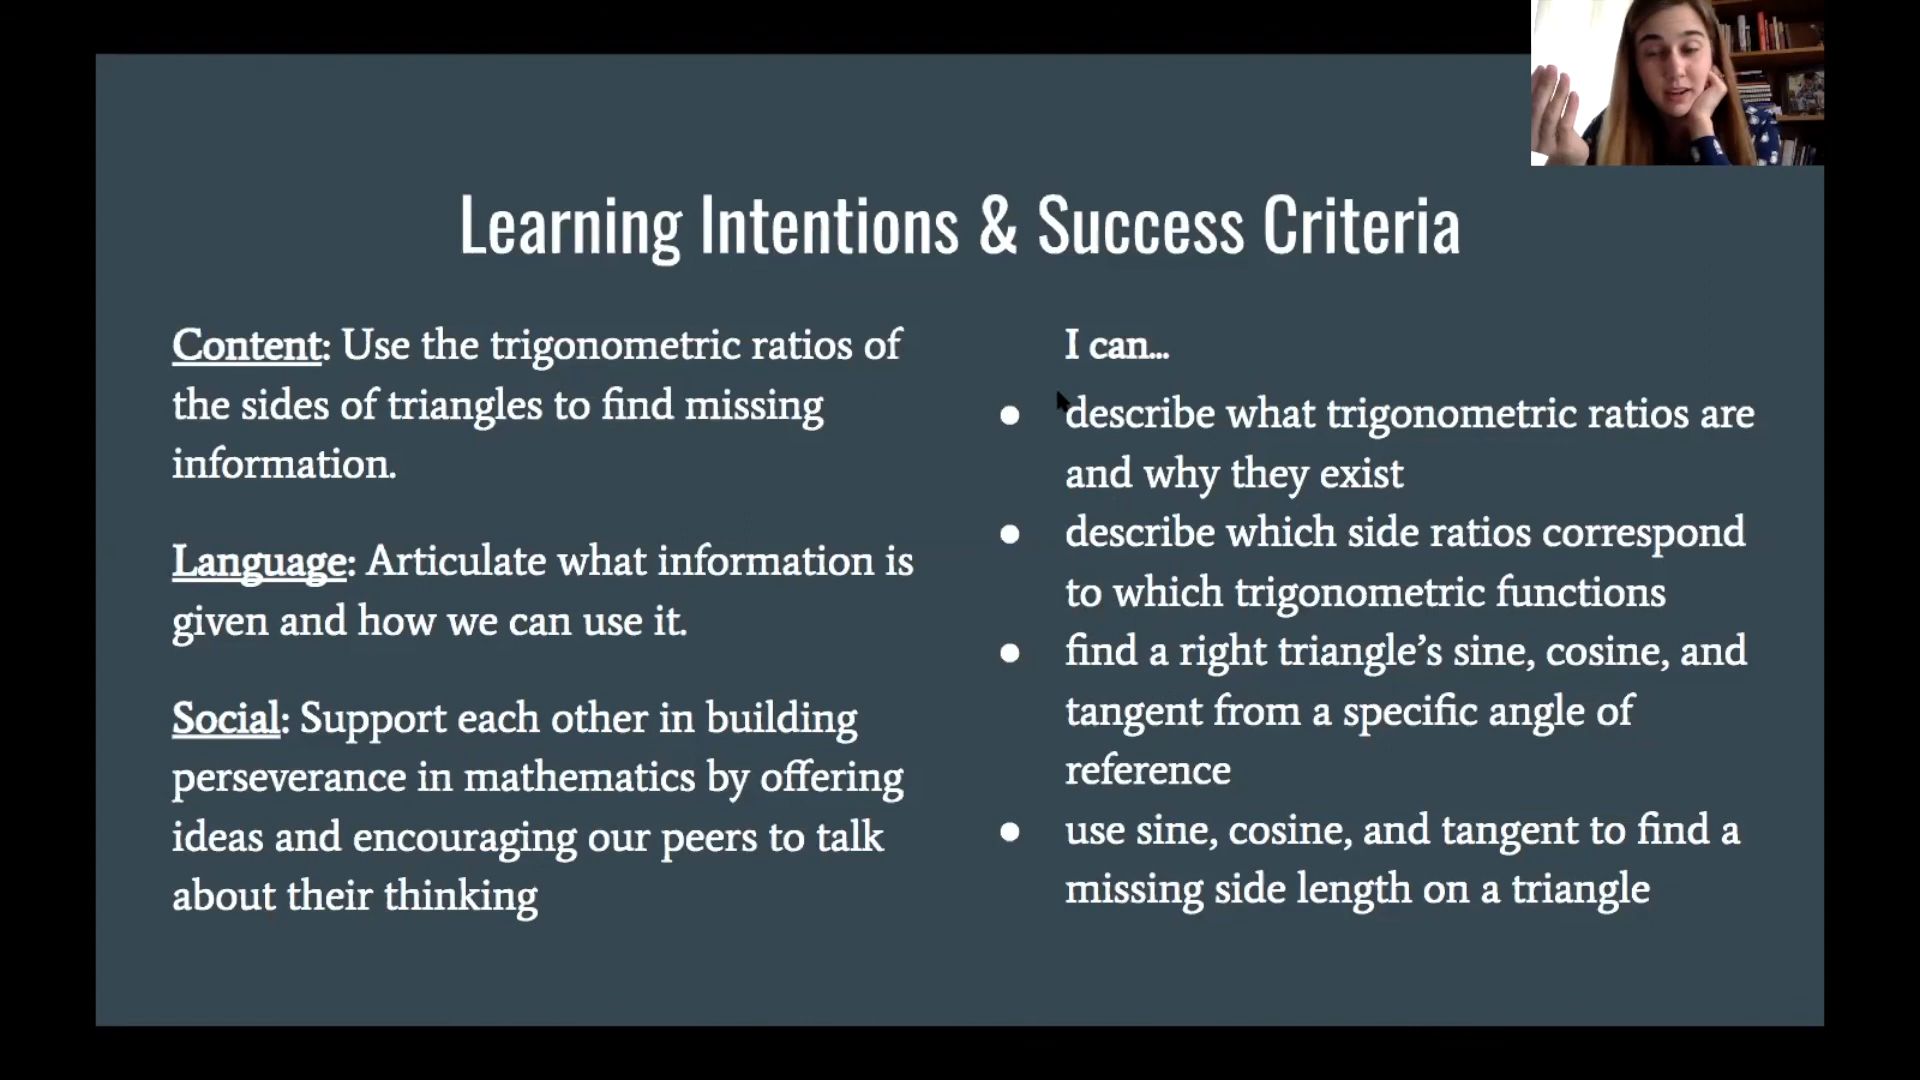 Learning Intentions & Success Criteria
Content: Use the trigonometric ratios of
the sides of triangles to find missing
information.
Language: Articulate what information is
given and how we can use it.
Social: Support each other in building
perseverance in mathematics by offering
ideas and encouraging our peers to talk
about their thinking
I can...
● describe what trigonometric ratios are
and why they exist
● describe which side ratios correspond
to which trigonometric functions
● find a right triangle’s sine, cosine, and
tangent from a specific angle of
reference
● use sine, cosine, and tangent to find a
missing side length on a triangle